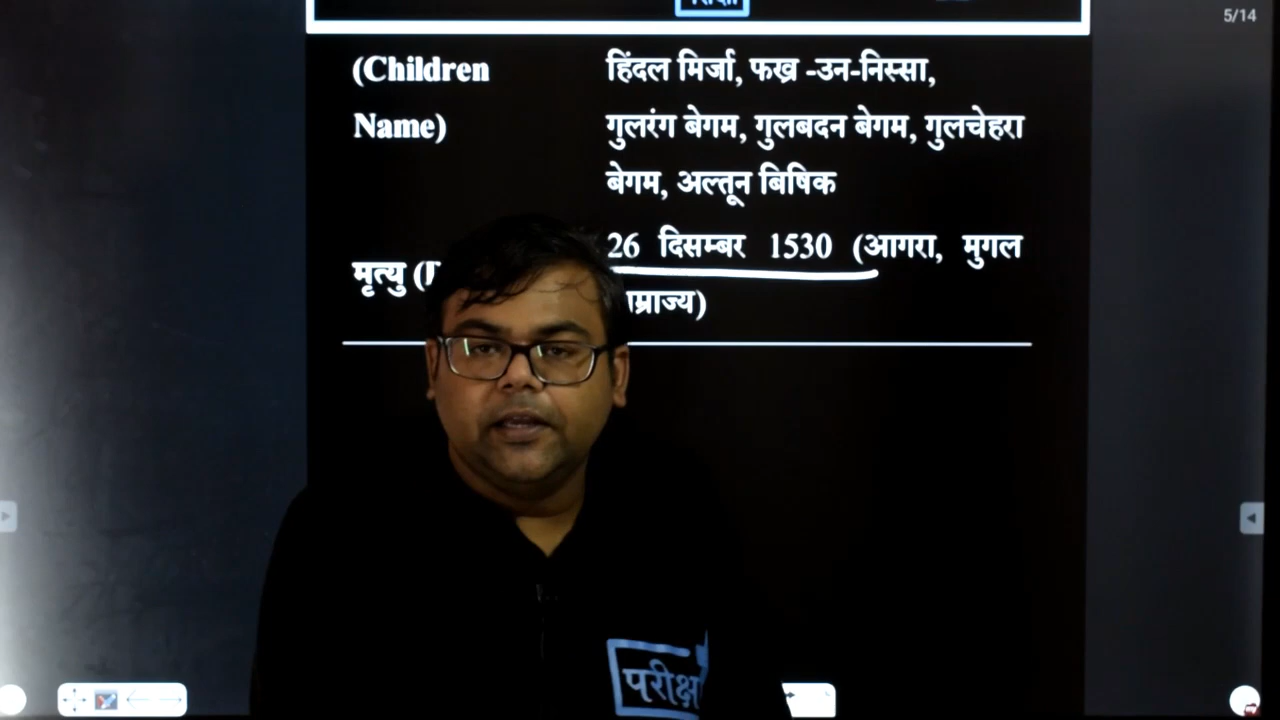 5/14
(Children हिंदल मिर्जा, फख्र -उन-निस्सा,
Name) गुलरंग बेगम, गुलबदन बेगम, गुलचेहरा
बेगम, अल्तून बिषिक
26 दिसम्बर 1530 (आगरा, मुगल
मृत्यु
म्राज्य)
परीक्षा